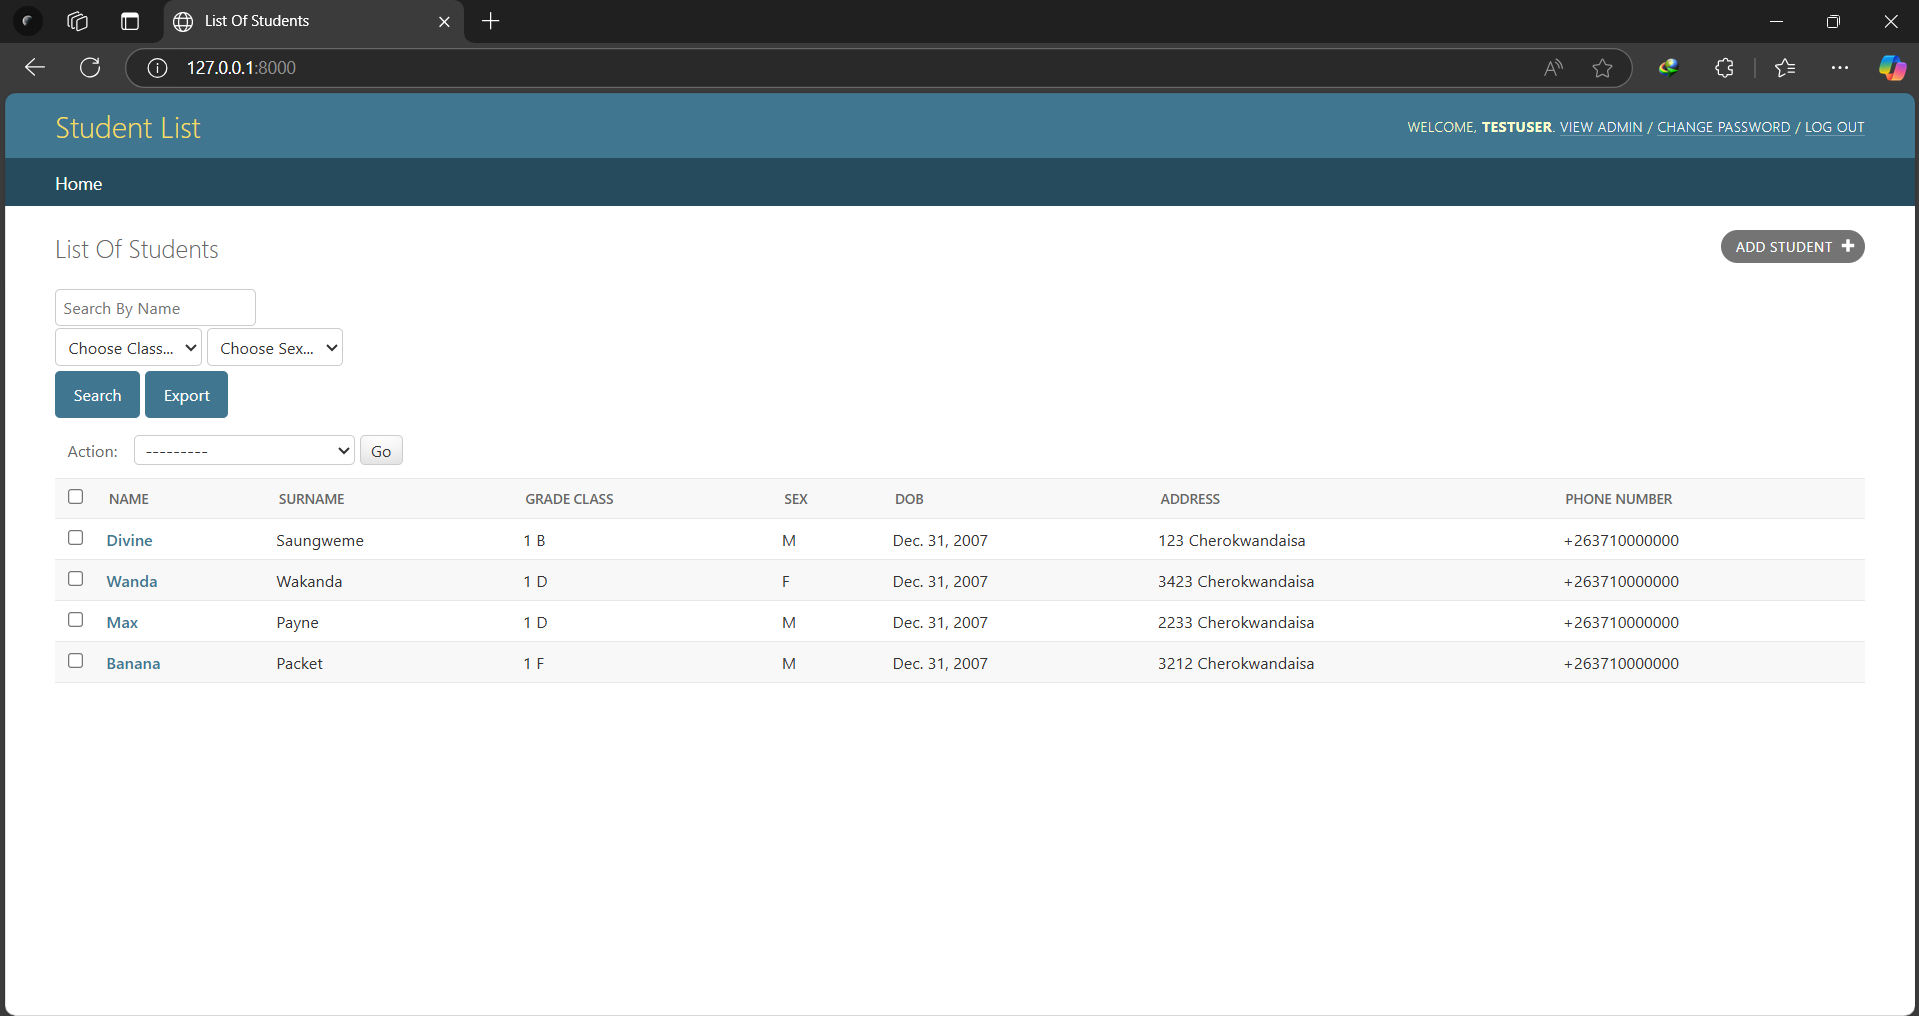 List Of Students
127.0.0.1:8000
Student List
WELCOME, TESTUSER. VIEW ADMIN / CHANGE PASSWORD / LOG OUT
Home
List Of Students
ADD STUDENT +
Search By Name
Choose Class... Choose Sex...
Search Export
Action: --------- Go
NAME SURNAME GRADE CLASS SEX DOB ADDRESS PHONE NUMBER
Divine Saungweme 1 B M Dec. 31, 2007 123 Cherokwandaisa +263710000000
Wanda Wakanda 1 D F Dec. 31, 2007 3423 Cherokwandaisa +263710000000
Max Payne 1 D M Dec. 31, 2007 2233 Cherokwandaisa +263710000000
Banana Packet 1 F M Dec. 31, 2007 3212 Cherokwandaisa +263710000000